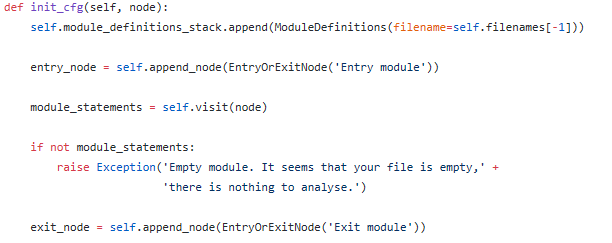 def init_cfg(self, node):
    self.module_definitions_stack.append(ModuleDefinitions(filename=self.filenames[-1]))
    entry_node = self.append_node(EntryOrExitNode('Entry module'))
    module_statements = self.visit(node)
    if not module_statements:
        raise Exception('Empty module. It seems that your file is empty,' +
                        'there is nothing to analyse.')
    exit_node = self.append_node(EntryOrExitNode('Exit module'))